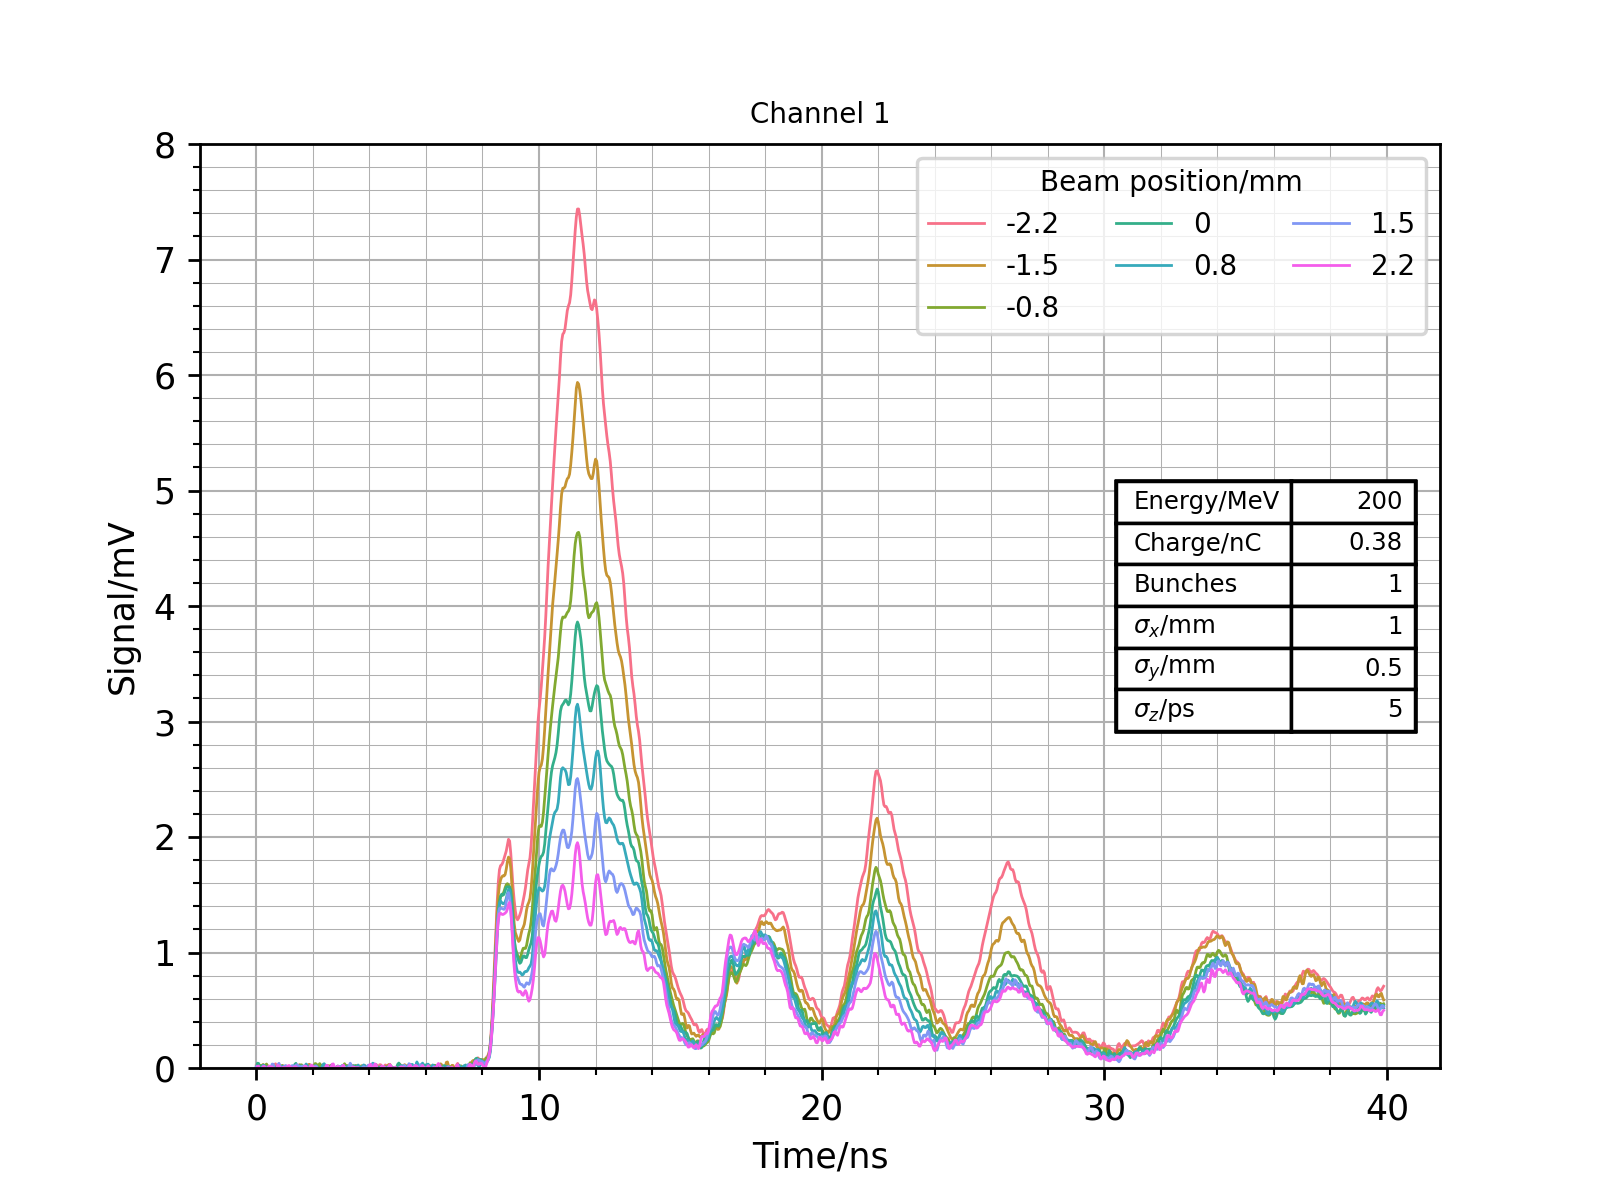 Channel 1
8
7
6
5
4
3
2
1
0
Signal/mV
0 10 20 30 40
Time/ns
Beam position/mm
-2.2 0 1.5
-1.5 0.8 2.2
-0.8
Energy/MeV 200
Charge/nC 0.38
Bunches 1
σx/mm 1
σy/mm 0.5
σz/ps 5